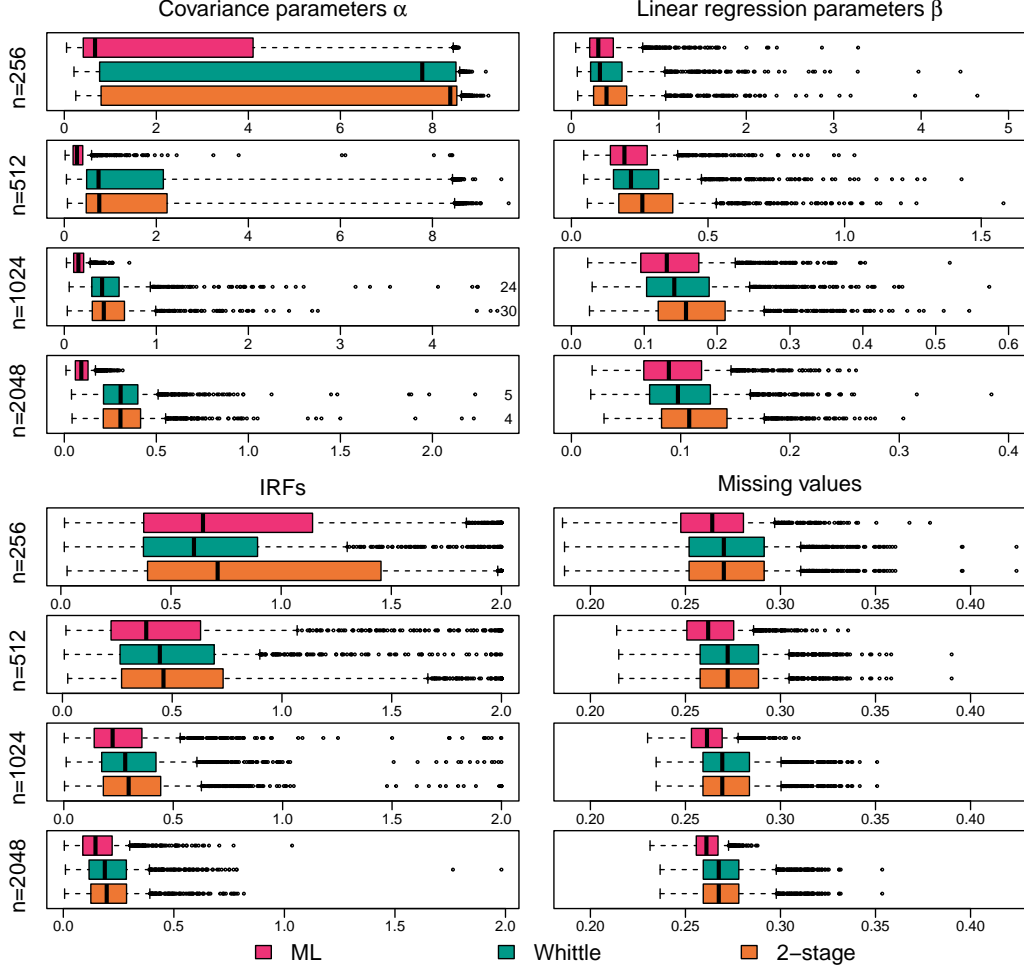 Covariance parameters α
Linear regression parameters β
n=256
0 2 4 6 8
0 1 2 3 4 5
n=512
0 2 4 6 8
0.0 0.5 1.0 1.5
n=1024
24
30
0 1 2 3 4
0.0 0.1 0.2 0.3 0.4 0.5 0.6
n=2048
5
4
0.0 0.5 1.0 1.5 2.0
0.0 0.1 0.2 0.3 0.4
IRFs
Missing values
n=256
0.0 0.5 1.0 1.5 2.0
0.20 0.25 0.30 0.35 0.40
n=512
0.0 0.5 1.0 1.5 2.0
0.20 0.25 0.30 0.35 0.40
n=1024
0.0 0.5 1.0 1.5 2.0
0.20 0.25 0.30 0.35 0.40
n=2048
0.0 0.5 1.0 1.5 2.0
0.20 0.25 0.30 0.35 0.40
ML Whittle 2−stage